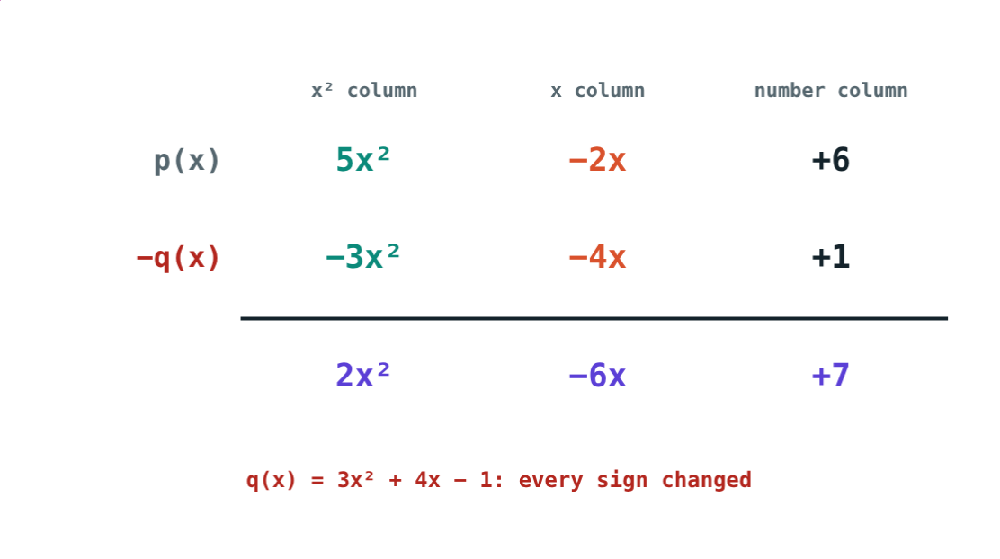 x² column x column number column
p(x) 5x² −2x +6
−q(x) −3x² −4x +1
2x² −6x +7
q(x) = 3x² + 4x − 1: every sign changed